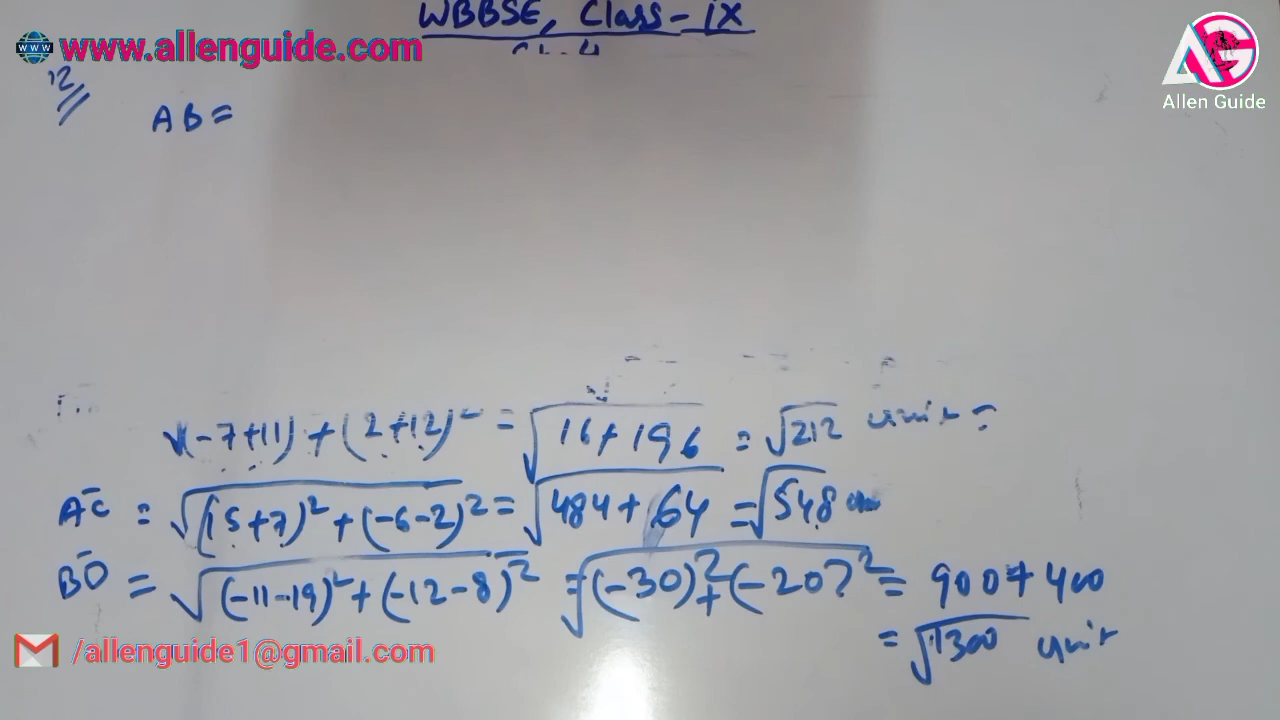 WBBSE, Class-IX
www.allenguide.com
Allen Guide
12
AB =
√(-7+11)+(2+12)² = √16+196 = √212 unit =
AC = √(15+7)²+(-6-2)² = √484+64 = √548
BD = √(-11-19)²+(-12-8)² = √(-30)²+(-20)² = 900+400
= √1300 unit
/allenguide1@gmail.com